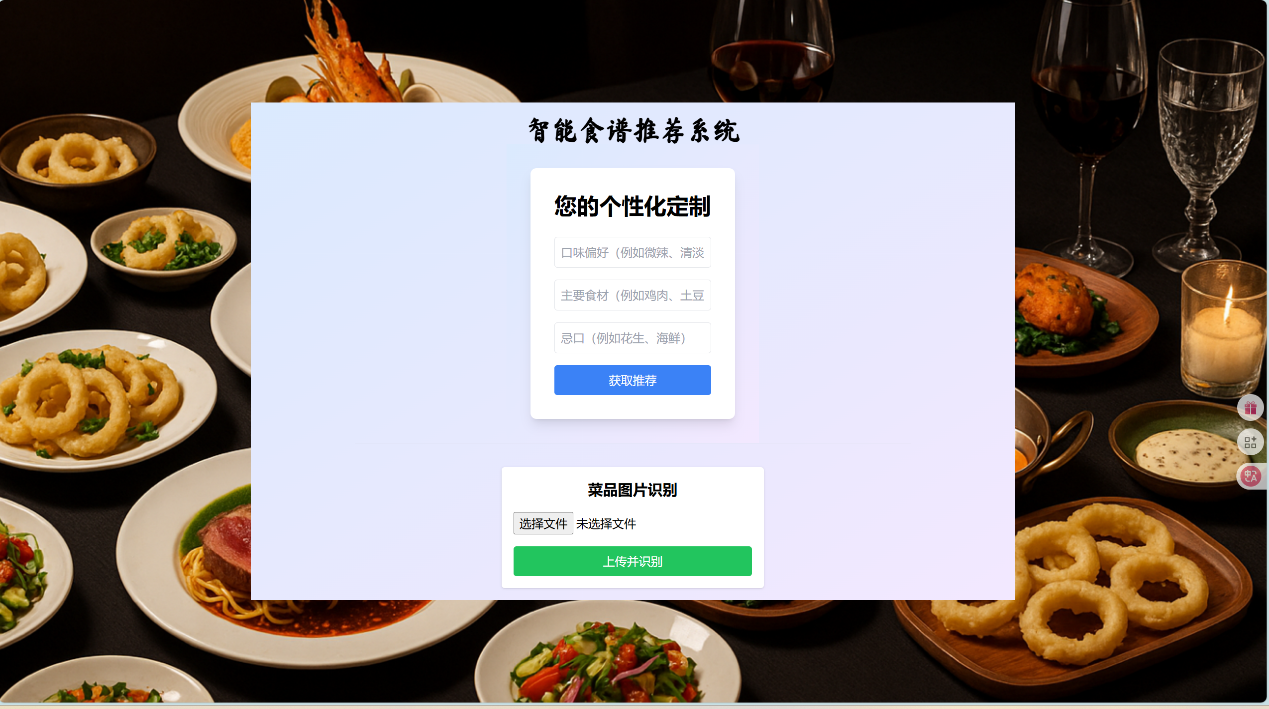 智能食谱推荐系统
您的个性化定制
口味偏好（例如微辣、清淡
主要食材（例如鸡肉、土豆
忌口（例如花生、海鲜）
获取推荐
菜品图片识别
选择文件 未选择文件
上传并识别